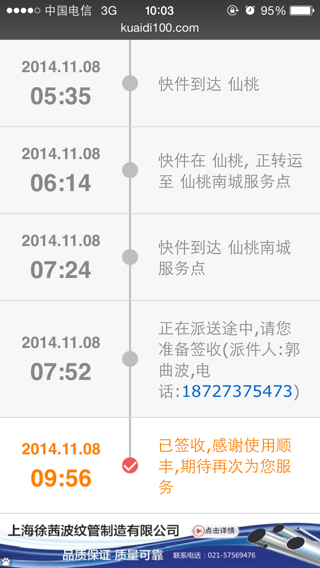 中国电信 3G 10:03 95%
kuaidi100.com
2014.11.08
05:35
快件到达 仙桃
2014.11.08
06:14
快件在 仙桃, 正转运
至 仙桃南城服务点
2014.11.08
07:24
快件到达 仙桃南城
服务点
2014.11.08
07:52
正在派送途中,请您
准备签收(派件人:郭
曲波,电
话:18727375473)
2014.11.08
09:56
已签收,感谢使用顺
丰,期待再次为您服
务
上海徐茜波纹管制造有限公司 点击详情
品质保证 质量可靠 联系电话：021-57569476